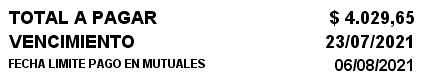 TOTAL A PAGAR $ 4.029,65
VENCIMIENTO 23/07/2021
FECHA LIMITE PAGO EN MUTUALES 06/08/2021